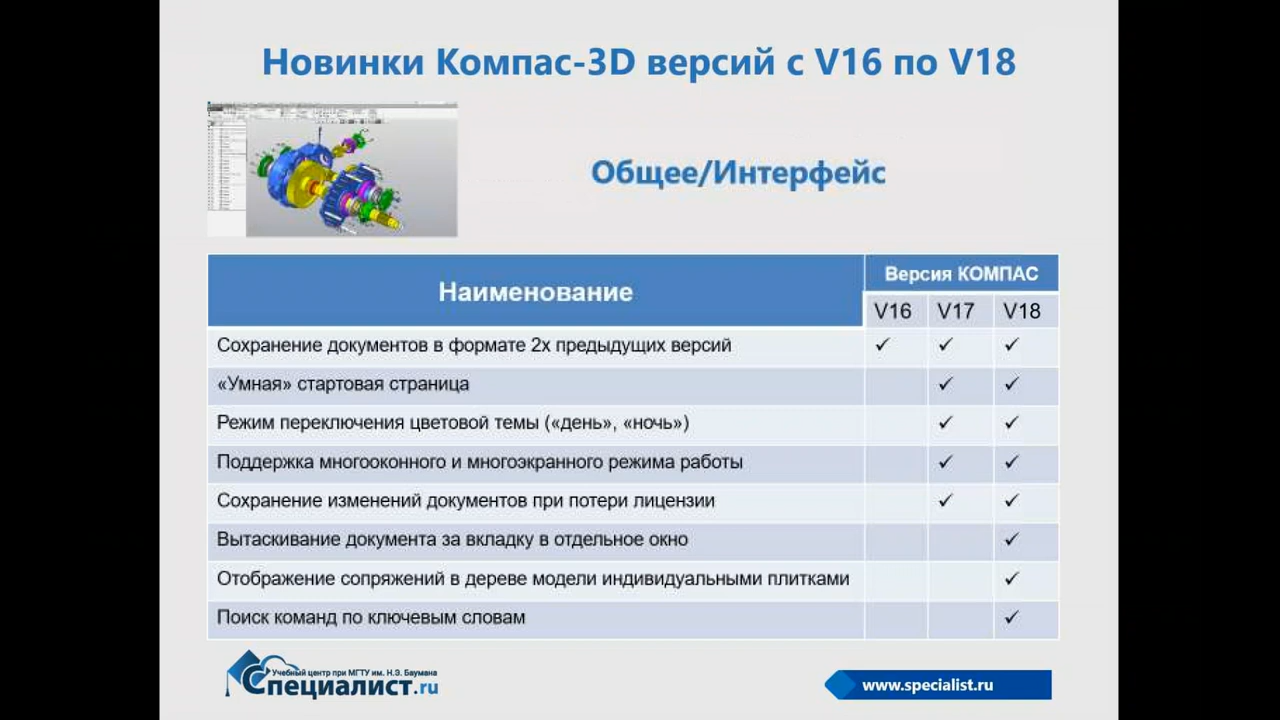 Новинки Компас-3D версий с V16 по V18
Общее/Интерфейс
Наименование
Версия КОМПАС
V16 V17 V18
Сохранение документов в формате 2х предыдущих версий ✓ ✓ ✓
«Умная» стартовая страница ✓ ✓
Режим переключения цветовой темы («день», «ночь») ✓ ✓
Поддержка многооконного и многоэкранного режима работы ✓ ✓
Сохранение изменений документов при потери лицензии ✓ ✓
Вытаскивание документа за вкладку в отдельное окно ✓
Отображение сопряжений в дереве модели индивидуальными плитками ✓
Поиск команд по ключевым словам ✓
Учебный центр при МГТУ им. Н.Э. Баумана
Специалист.ru
www.specialist.ru